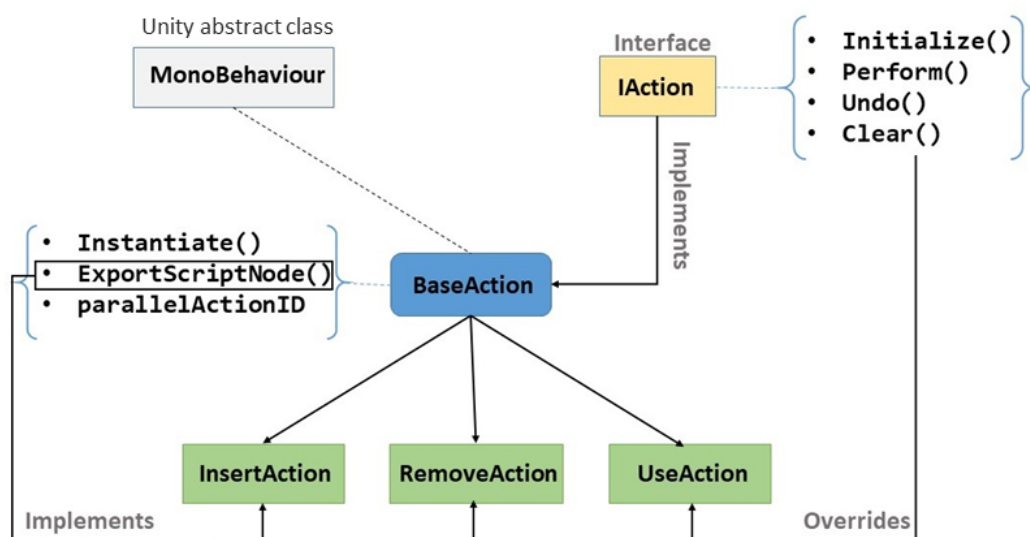 Unity abstract class
MonoBehaviour
Interface
IAction
• Initialize()
• Perform()
• Undo()
• Clear()
Implements
• Instantiate()
• ExportScriptNode()
• parallelActionID
BaseAction
InsertAction
RemoveAction
UseAction
Implements
Overrides